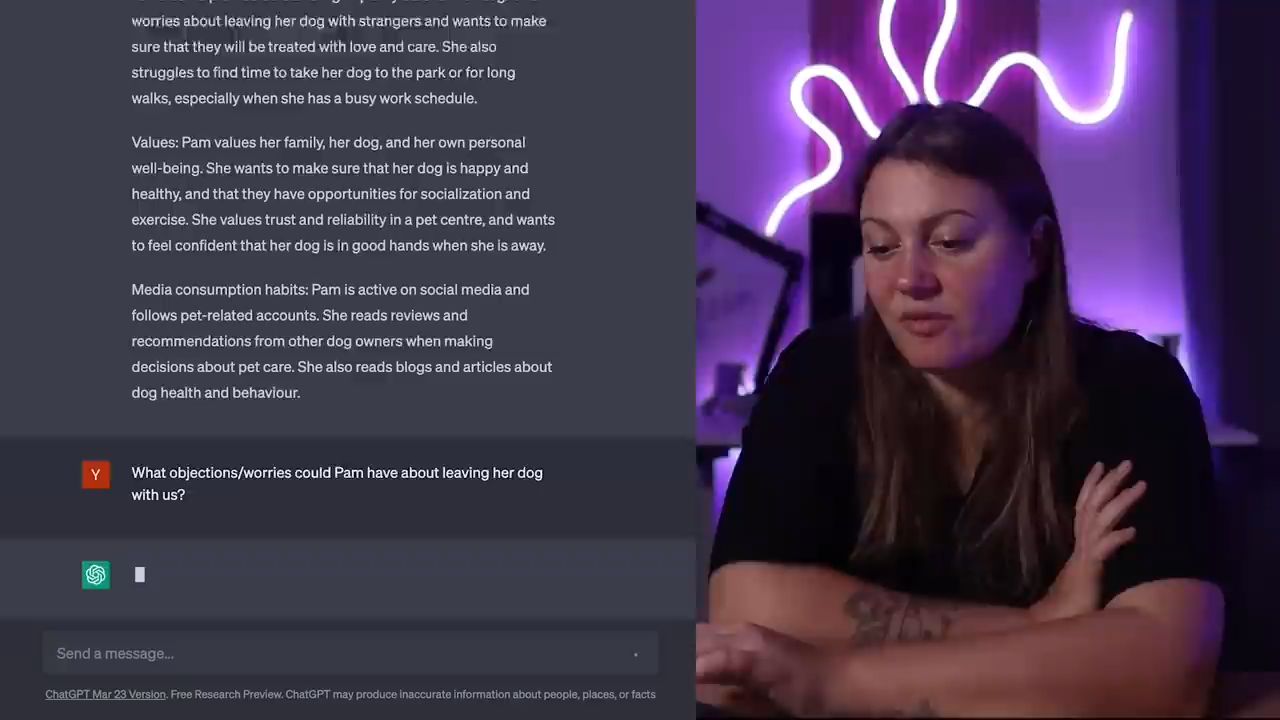 worries about leaving her dog with strangers and wants to make
sure that they will be treated with love and care. She also
struggles to find time to take her dog to the park or for long
walks, especially when she has a busy work schedule.
Values: Pam values her family, her dog, and her own personal
well-being. She wants to make sure that her dog is happy and
healthy, and that they have opportunities for socialization and
exercise. She values trust and reliability in a pet centre, and wants
to feel confident that her dog is in good hands when she is away.
Media consumption habits: Pam is active on social media and
follows pet-related accounts. She reads reviews and
recommendations from other dog owners when making
decisions about pet care. She also reads blogs and articles about
dog health and behaviour.
Y
What objections/worries could Pam have about leaving her dog
with us?
Send a message...
ChatGPT Mar 23 Version. Free Research Preview. ChatGPT may produce inaccurate information about people, places, or facts